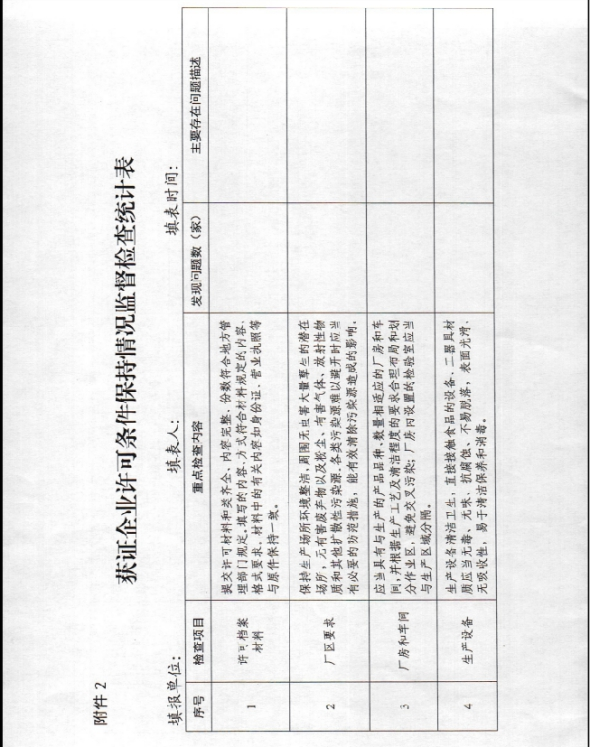 附件 2
获证企业许可条件保持情况监督检查统计表
填报单位： 填表人： 填表时间：
序号 检查项目 重点检查内容 发现问题数（家） 主要存在问题描述
1 许可档案
材料
提交许可材料和类齐全、内容完整、份数符合地方管
理部门规定,填写的内容、方式符合材料规定的内容、
格式要求、材料中的有关内容如身份证、营业执照等
与原件保持一致。
2 厂区要求
保持生产场所环境整洁,周围无虫害大量孳生的潜在
场所，无有害废弃物以及粉尘、有害气体、放射性物
质和其他扩散性污染源,各类污染源难以避开时应当
有必要的防范措施，能有效清除污染源造成的影响。
3 厂房和车间
应当具有与生产的产品品种、数量相适应的厂房和车
间,并根据生产工艺及清洁程度的要求合理布局和划
分作业区，避免交叉污染；厂房内设置的检验室应当
与生产区域分隔。
4 生产设备
生产设备清洁卫生，直接接触食品的设备、工器具材
质应当无毒、无味、抗腐蚀、不易脱落，表面光滑、
无吸收性，易于清洁保养和消毒。